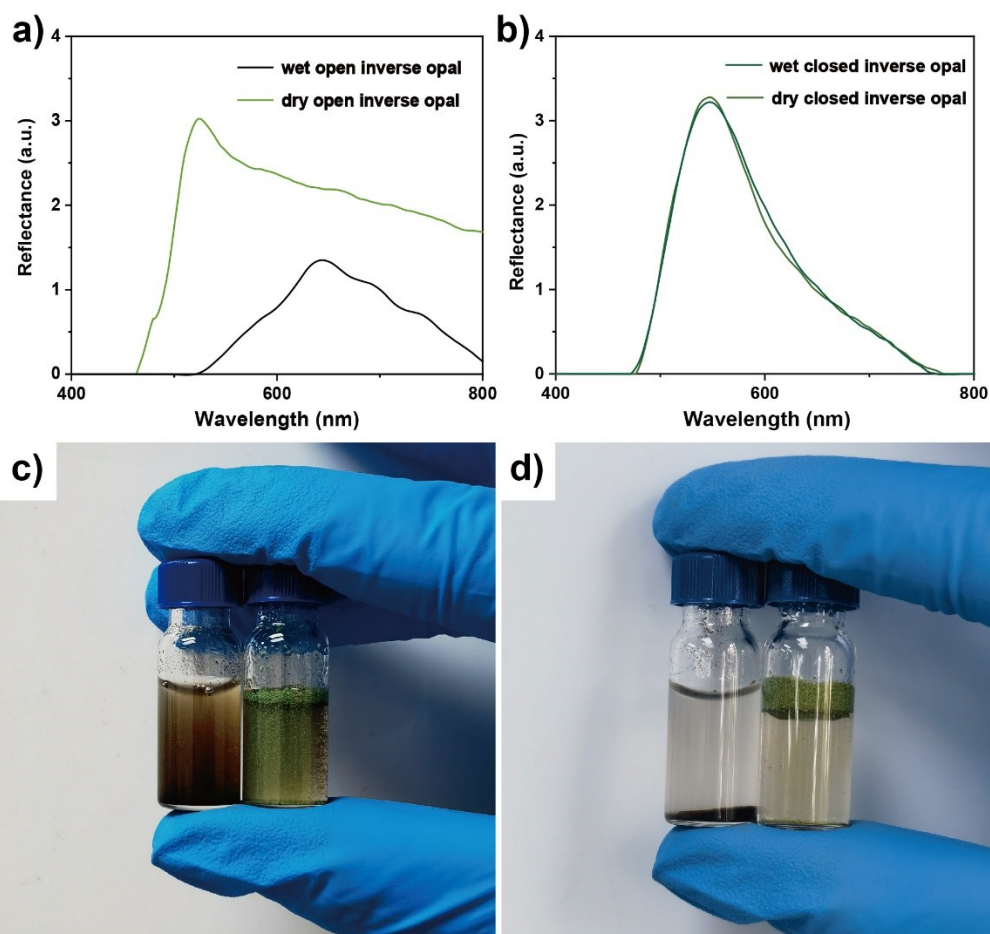 a)
4
3
2
1
0
Reflectance (a.u.)
wet open inverse opal
dry open inverse opal
400
600
800
Wavelength (nm)
b)
4
3
2
1
0
Reflectance (a.u.)
wet closed inverse opal
dry closed inverse opal
400
600
800
Wavelength (nm)
c)
d)